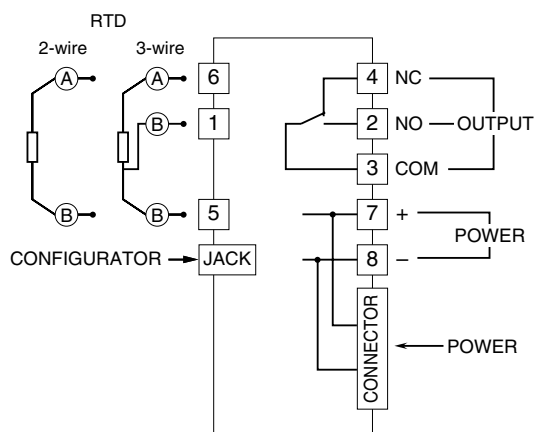 RTD
2-wire 3-wire
A A 6 4 NC
B 1 2 NO OUTPUT
3 COM
B B 5 7 +
POWER
CONFIGURATOR JACK 8 –
CONNECTOR
POWER